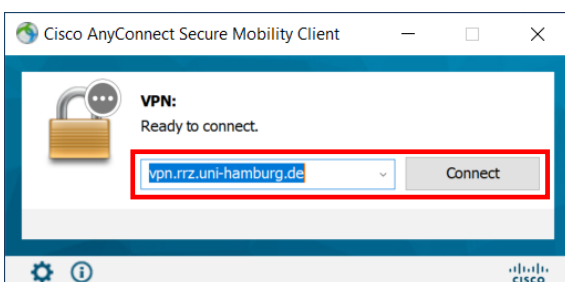 Cisco AnyConnect Secure Mobility Client
VPN:
Ready to connect.
vpn.rrz.uni-hamburg.de
Connect
CISCO